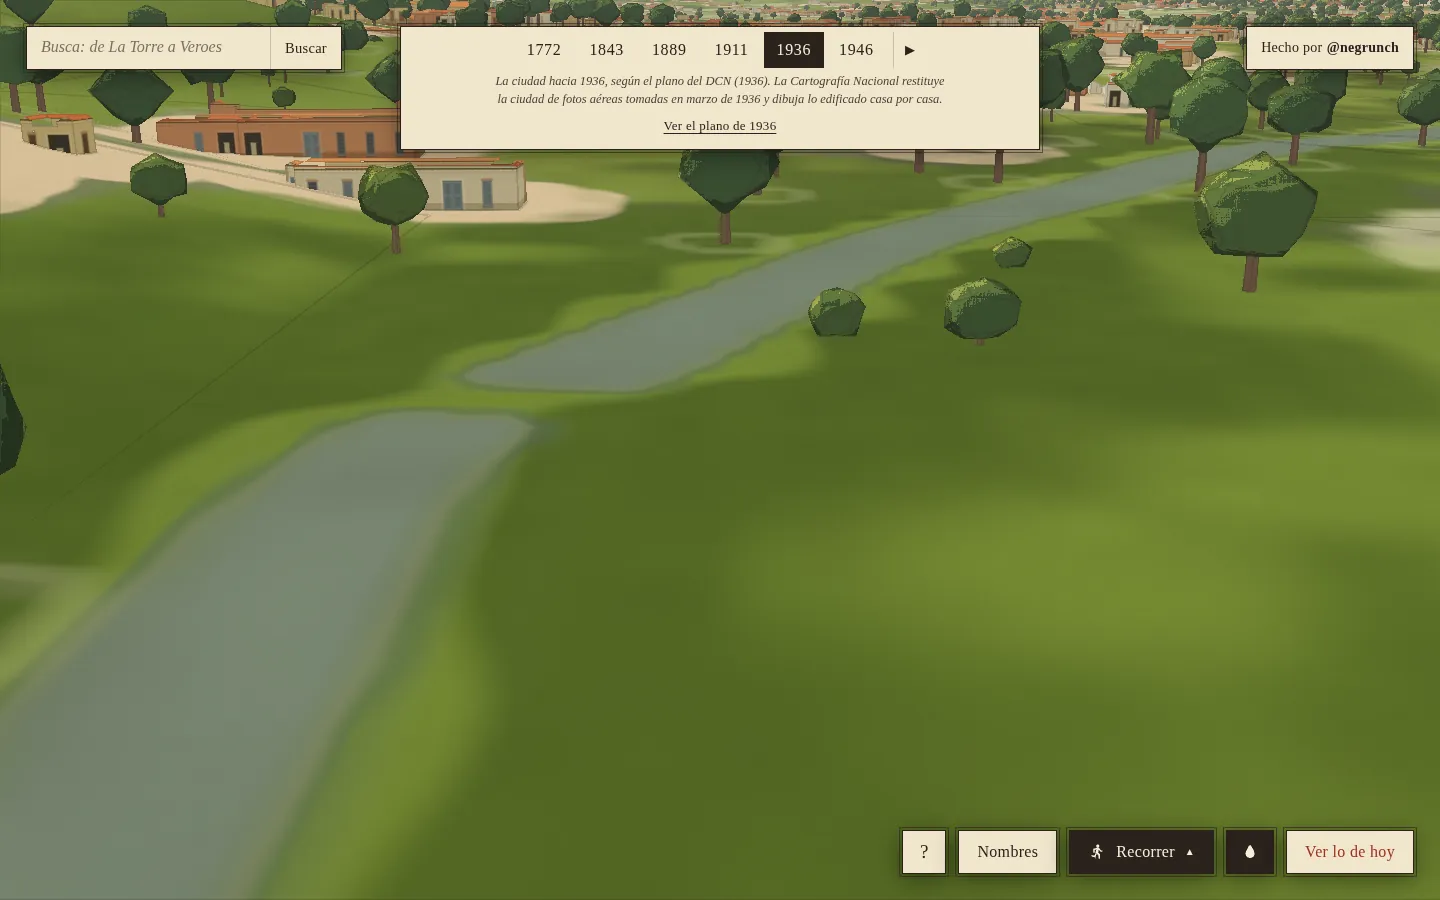 Busca: de La Torre a Veroes
Buscar
1772 1843 1889 1911 1936 1946 ▶
La ciudad hacia 1936, según el plano del DCN (1936). La Cartografía Nacional restituye
la ciudad de fotos aéreas tomadas en marzo de 1936 y dibuja lo edificado casa por casa.
Ver el plano de 1936
Hecho por @negrunch
?
Nombres
Recorrer ▲
Ver lo de hoy